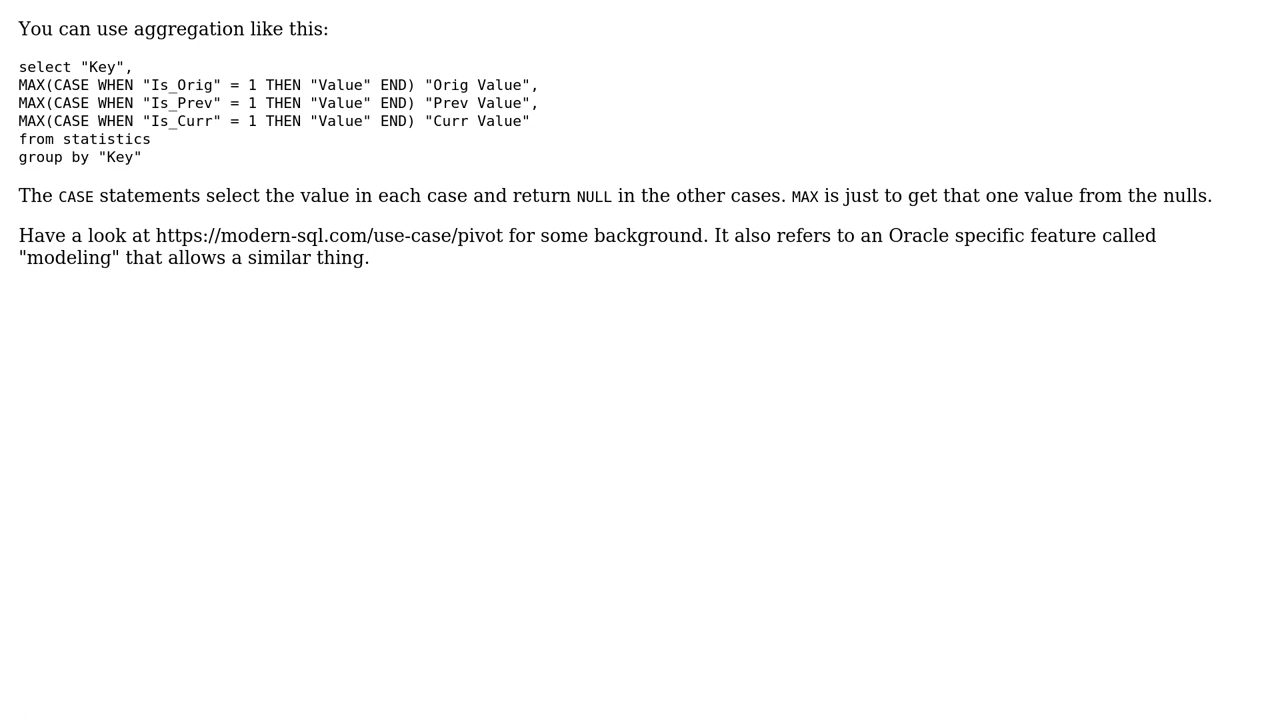 You can use aggregation like this:
select "Key",
MAX(CASE WHEN "Is_Orig" = 1 THEN "Value" END) "Orig Value",
MAX(CASE WHEN "Is_Prev" = 1 THEN "Value" END) "Prev Value",
MAX(CASE WHEN "Is_Curr" = 1 THEN "Value" END) "Curr Value"
from statistics
group by "Key"
The CASE statements select the value in each case and return NULL in the other cases. MAX is just to get that one value from the nulls.
Have a look at https://modern-sql.com/use-case/pivot for some background. It also refers to an Oracle specific feature called
"modeling" that allows a similar thing.